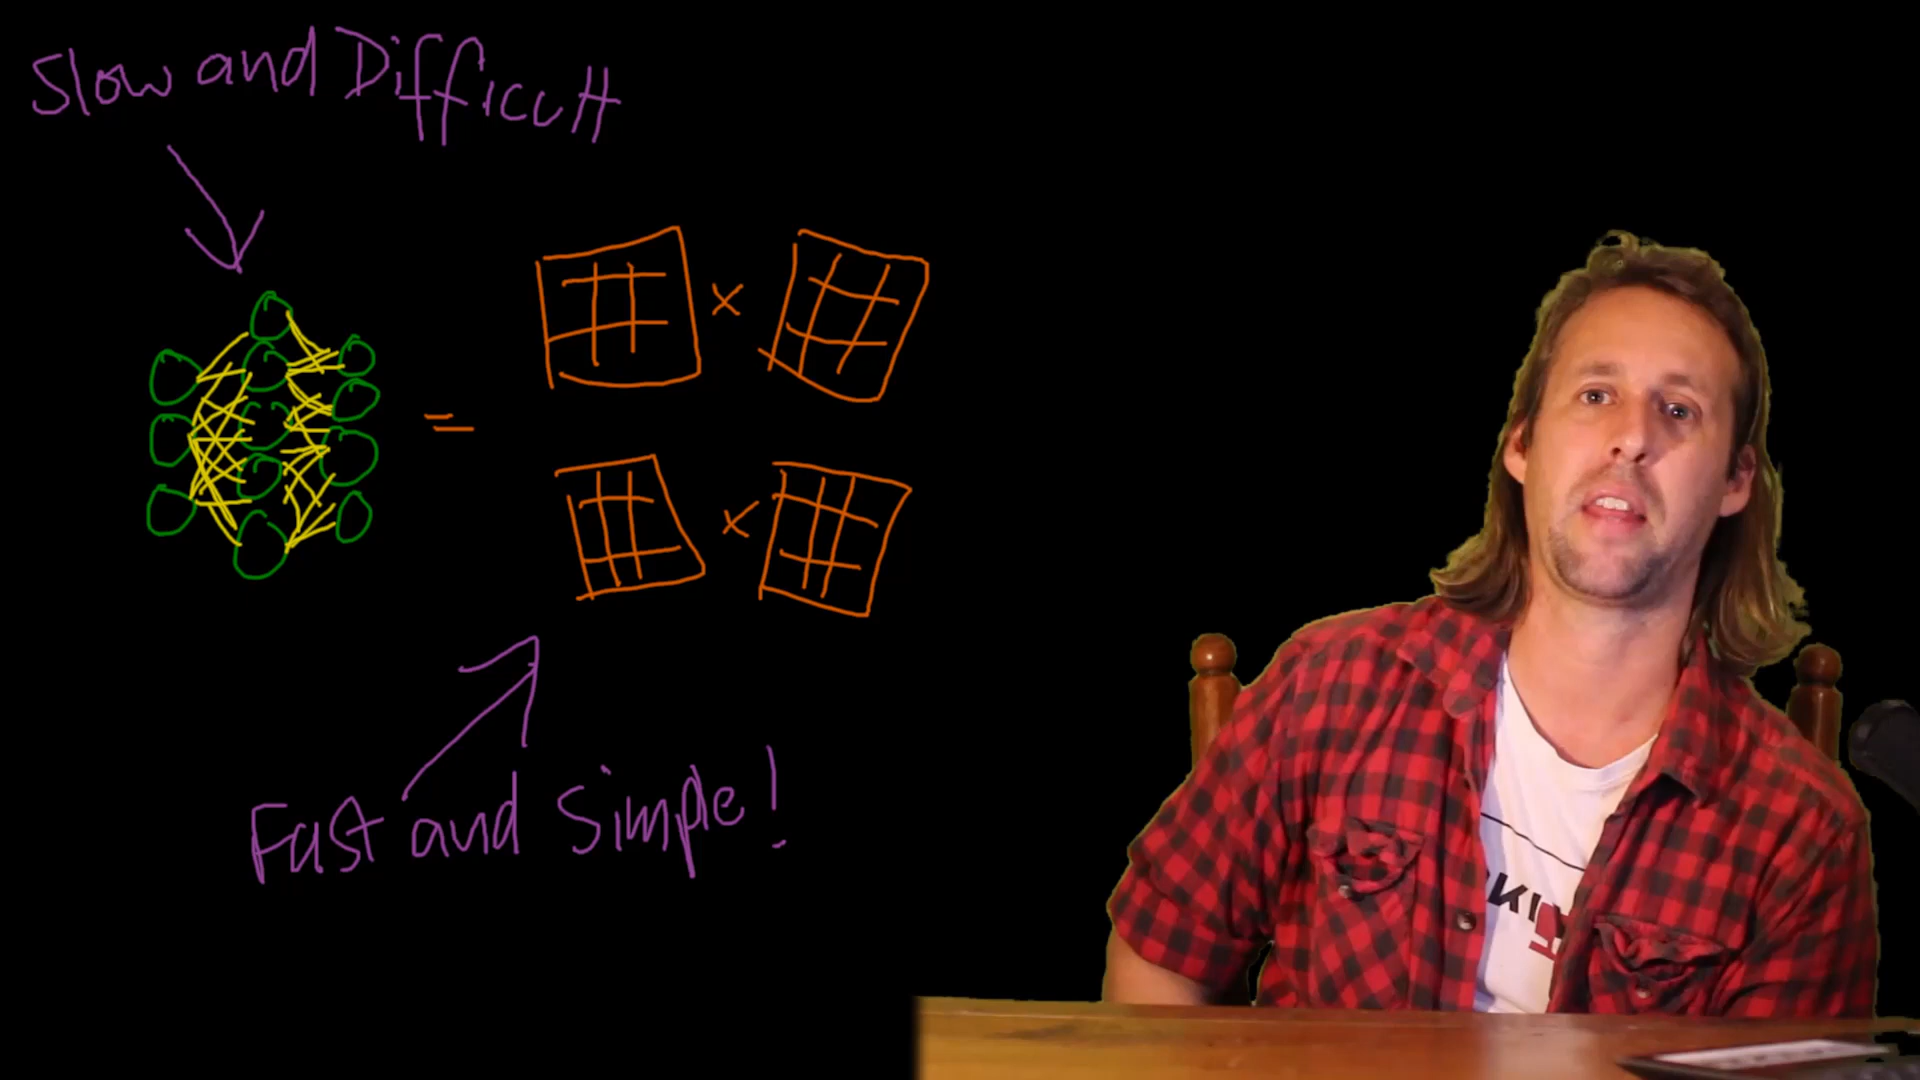 Slow and Difficult
=
x
x
Fast and Simple!